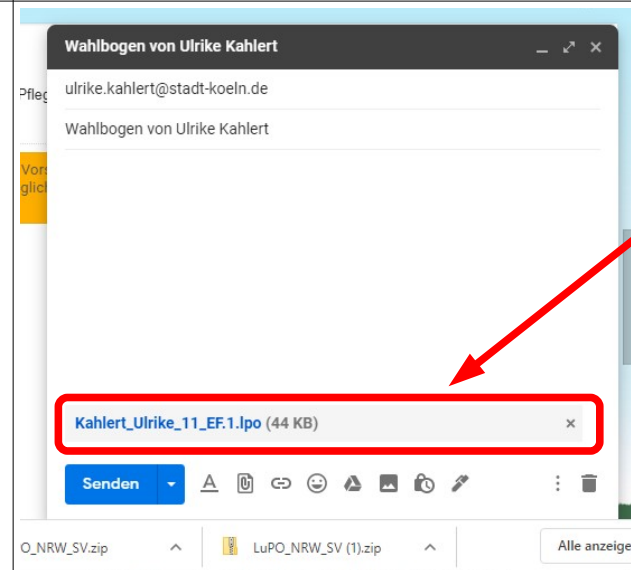 Wahlbogen von Ulrike Kahlert
ulrike.kahlert@stadt-koeln.de
Pfleg
Wahlbogen von Ulrike Kahlert
Vors
glich
Kahlert_Ulrike_11_EF.1.lpo (44 KB)
Senden
O_NRW_SV.zip
LuPO_NRW_SV (1).zip
Alle anzeige